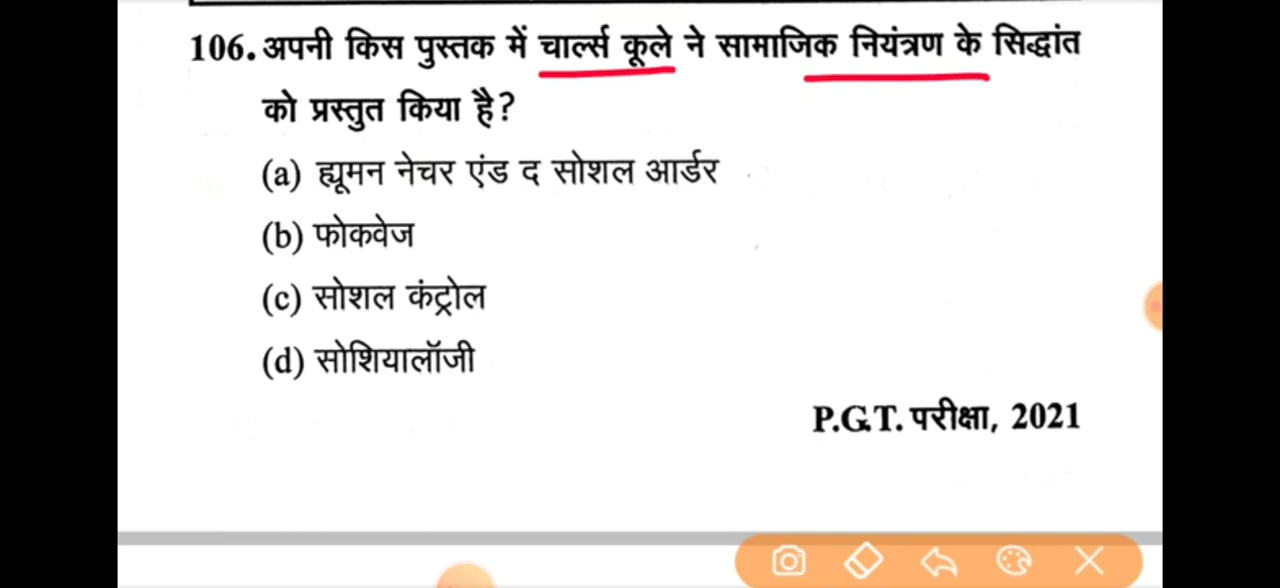 106. अपनी किस पुस्तक में चार्ल्स कूले ने सामाजिक नियंत्रण के सिद्धांत
को प्रस्तुत किया है?
(a) ह्यूमन नेचर एंड द सोशल आर्डर
(b) फोकवेज
(c) सोशल कंट्रोल
(d) सोशियालॉजी
P.G.T. परीक्षा, 2021